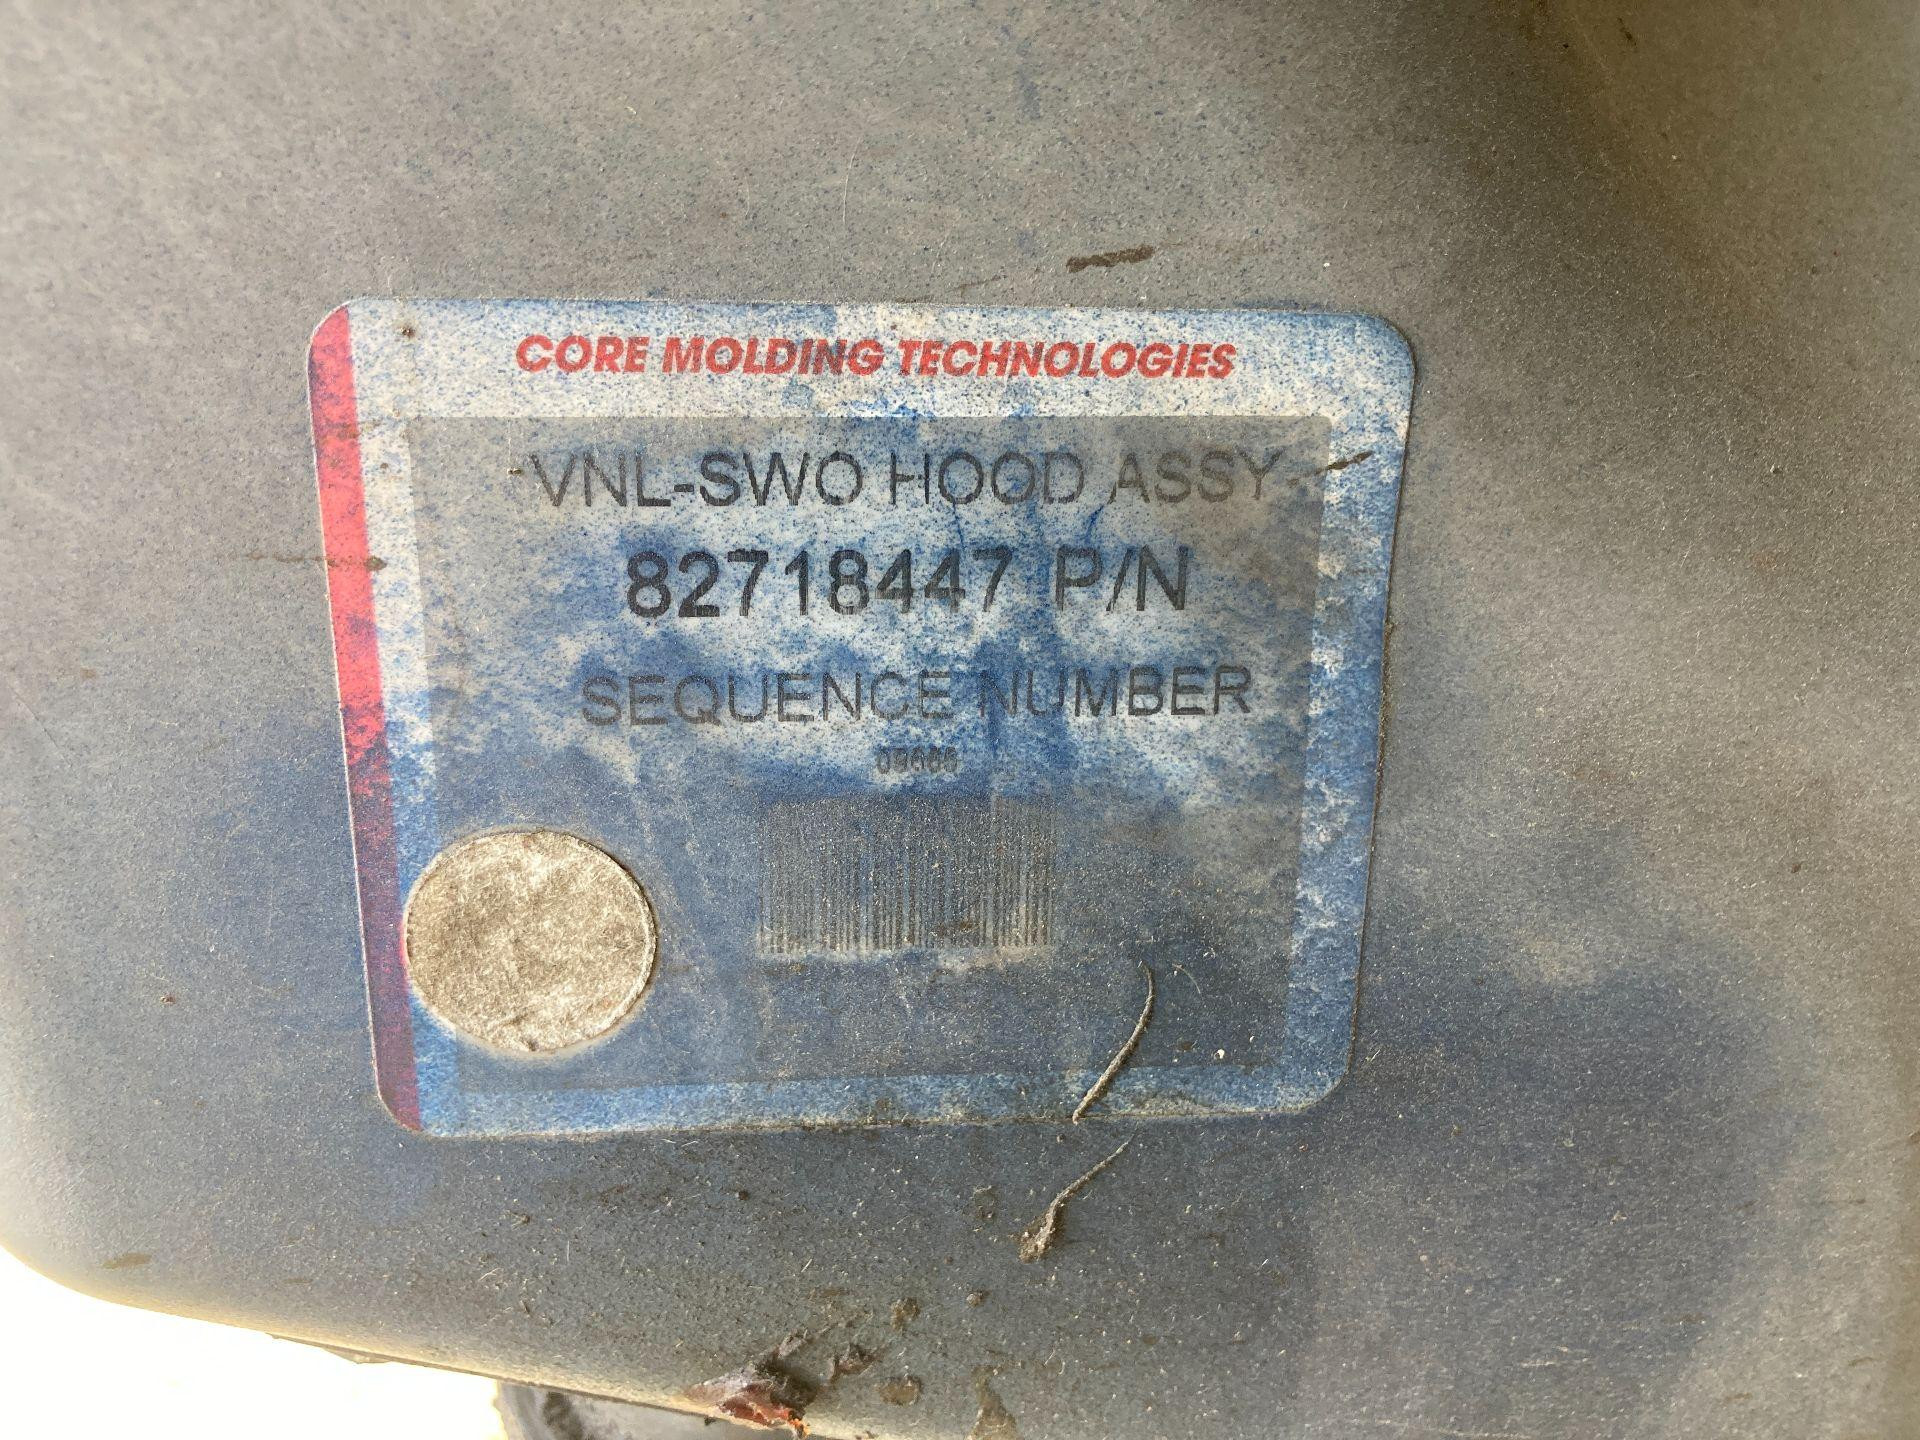 CORE MOLDING TECHNOLOGIES
VNL-SWO HOOD ASSY
82718447 P/N
SEQUENCE NUMBER